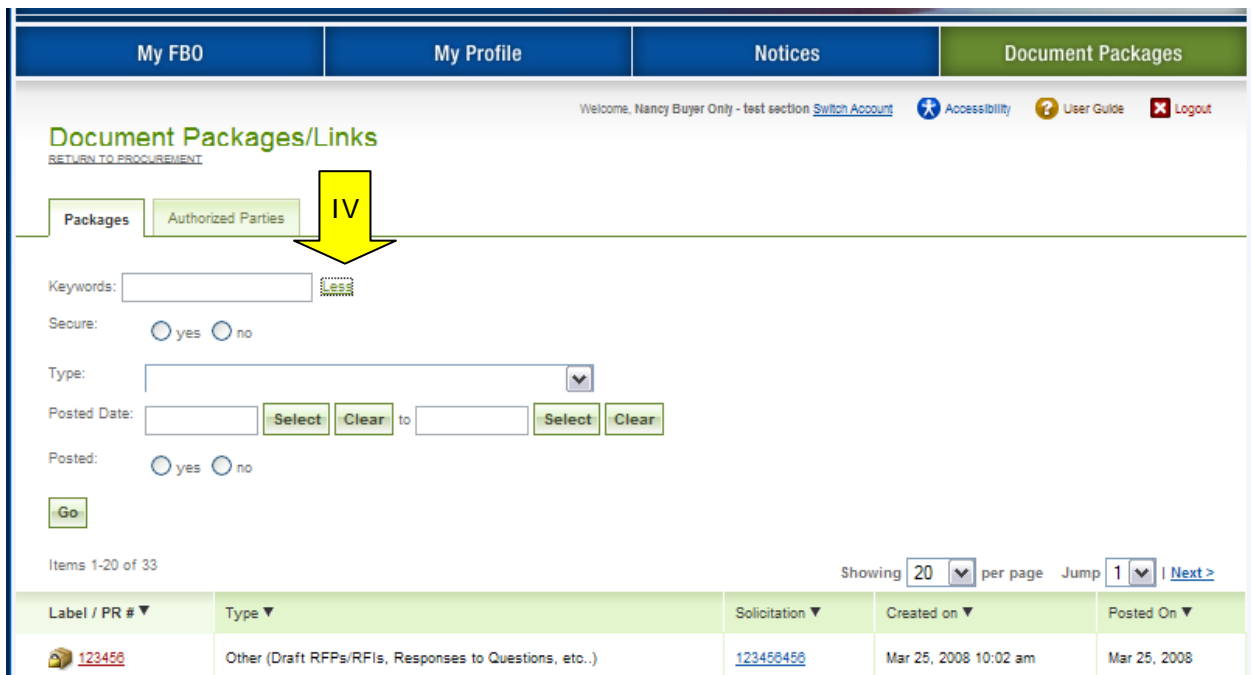 My FBO My Profile Notices Document Packages
Welcome, Nancy Buyer Only - test section Switch Account Accessibility User Guide Logout
Document Packages/Links
RETURN TO PROCUREMENT
Packages Authorized Parties IV
Keywords: Less
Secure: yes no
Type:
Posted Date: Select Clear to Select Clear
Posted: yes no
Go
Items 1-20 of 33 Showing 20 per page Jump 1 | Next >
Label / PR # Type Solicitation Created on Posted On
123456 Other (Draft RFPs/RFIs, Responses to Questions, etc..) 123456456 Mar 25, 2008 10:02 am Mar 25, 2008